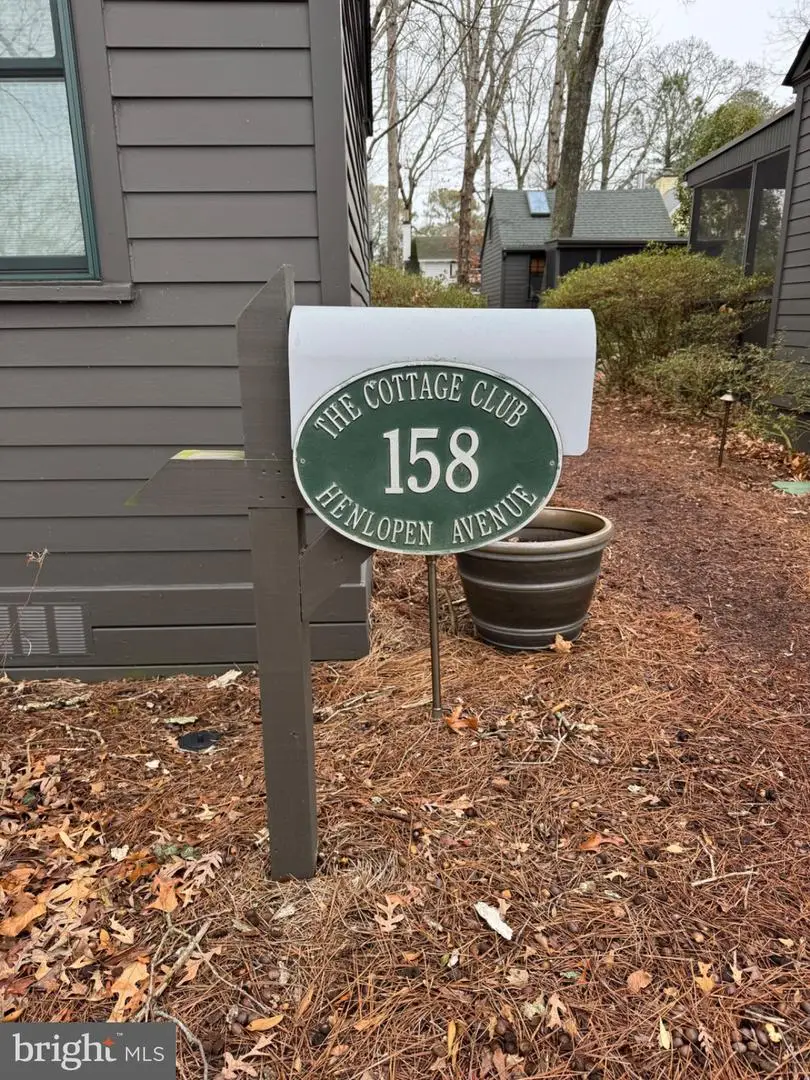 THE COTTAGE CLUB
158
HENLOPEN AVENUE
bright MLS